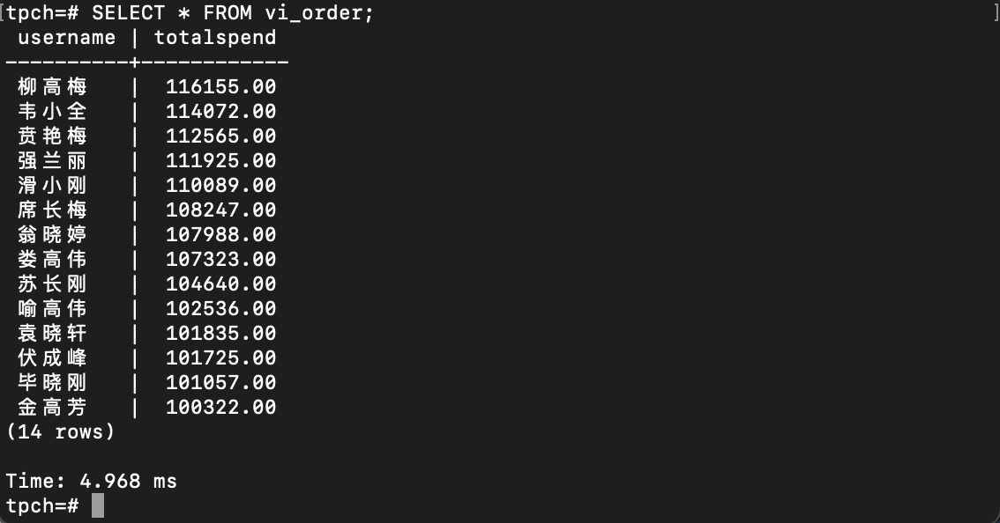 tpch=# SELECT * FROM vi_order;
 username | totalspend
----------+------------
 柳高梅   |  116155.00
 韦小全   |  114072.00
 贲艳梅   |  112565.00
 强兰丽   |  111925.00
 滑小刚   |  110089.00
 席长梅   |  108247.00
 翁晓婷   |  107988.00
 娄高伟   |  107323.00
 苏长刚   |  104640.00
 喻高伟   |  102536.00
 袁晓轩   |  101835.00
 伏成峰   |  101725.00
 毕晓刚   |  101057.00
 金高芳   |  100322.00
(14 rows)

Time: 4.968 ms
tpch=#